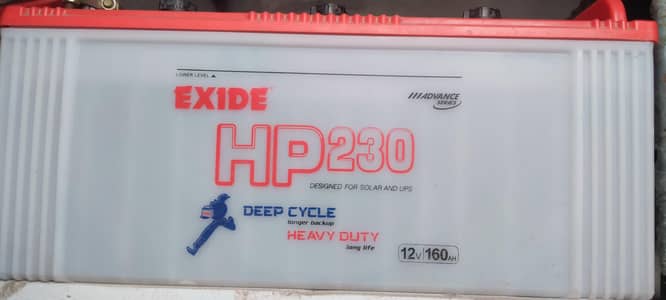 LOWER LEVEL ▲
EXIDE
ADVANCE
SERIES
HP230
DESIGNED FOR SOLAR AND UPS
DEEP CYCLE
longer backup
HEAVY DUTY
long life
12V 160AH